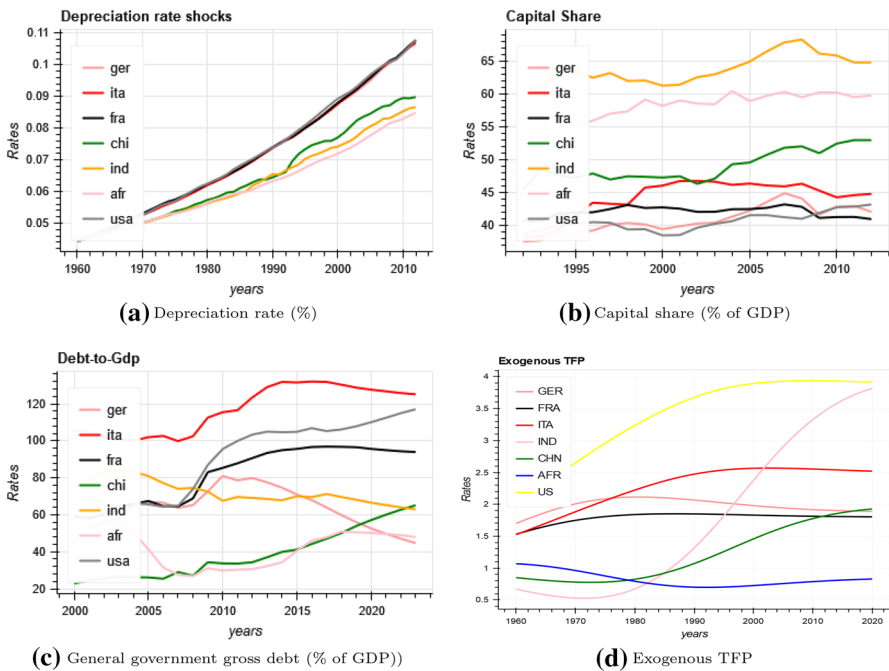 Depreciation rate shocks
0.11
0.1
0.09
0.08
0.07
0.06
0.05
Rates
ger
ita
fra
chi
ind
afr
usa
1960 1970 1980 1990 2000 2010
years
(a) Depreciation rate (%)
Capital Share
65
60
55
50
45
40
Rates
ger
ita
fra
chi
ind
afr
usa
1995 2000 2005 2010
years
(b) Capital share (% of GDP)
Debt-to-Gdp
120
100
80
60
40
20
Rates
ger
ita
fra
chi
ind
afr
usa
2000 2005 2010 2015 2020
years
(c) General government gross debt (% of GDP))
Exogenous TFP
4
3.5
3
2.5
2
1.5
1
0.5
Rates
GER
FRA
ITA
IND
CHN
AFR
US
1960 1970 1980 1990 2000 2010 2020
years
(d) Exogenous TFP